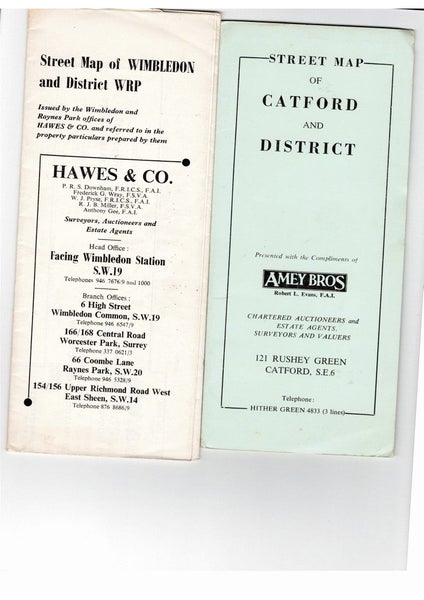 Street Map of WIMBLEDON
and District WRP
Issued by the Wimbledon and
Raynes Park offices of
HAWES & CO. and referred to in the
property particulars prepared by them
HAWES & CO.
P. R. S. Downham, F.R.I.C.S., F.A.I.
Frederick G. Wray, F.S.V.A.
W. J. Pryse, F.R.I.C.S., F.A.I.
R. J. B. Miller, F.S.V.A.
Anthony Gee, F.A.I.
Surveyors, Auctioneers and
Estate Agents
Head Office :
Facing Wimbledon Station
S.W.19
Telephones 946 7676/9 and 1000
Branch Offices :
6 High Street
Wimbledon Common, S.W.19
Telephone 946 6547/9
166/168 Central Road
Worcester Park, Surrey
Telephone 337 0621/3
66 Coombe Lane
Raynes Park, S.W.20
Telephone 946 5328/9
154/156 Upper Richmond Road West
East Sheen, S.W.14
Telephone 876 8686/9
STREET MAP
OF
CATFORD
AND
DISTRICT
Presented with the Compliments of
AMEY BROS
Robert L. Evans, F.A.I.
CHARTERED AUCTIONEERS and
ESTATE AGENTS,
SURVEYORS AND VALUERS
121 RUSHEY GREEN
CATFORD, S.E.6
Telephone :
HITHER GREEN 4833 (3 lines)